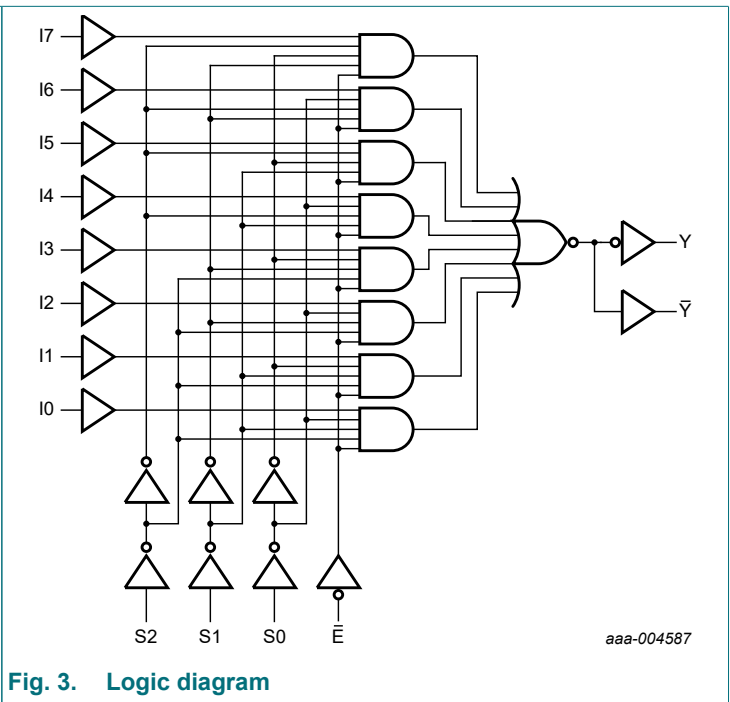 I7
I6
I5
I4
I3
I2
I1
I0
Y
Ȳ
S2 S1 S0 Ē
aaa-004587
Fig. 3. Logic diagram